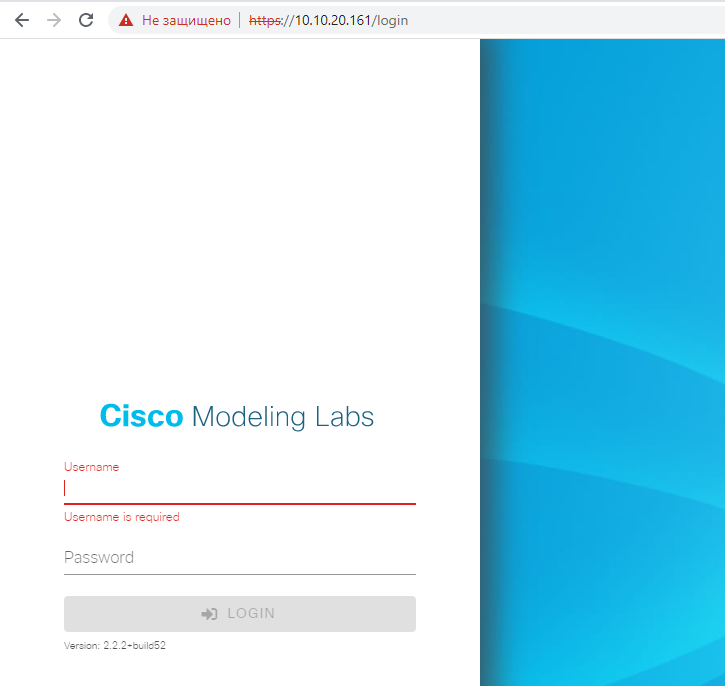 Не защищено | https://10.10.20.161/login
Cisco Modeling Labs
Username
Username is required
Password
LOGIN
Version: 2.2.2+build52